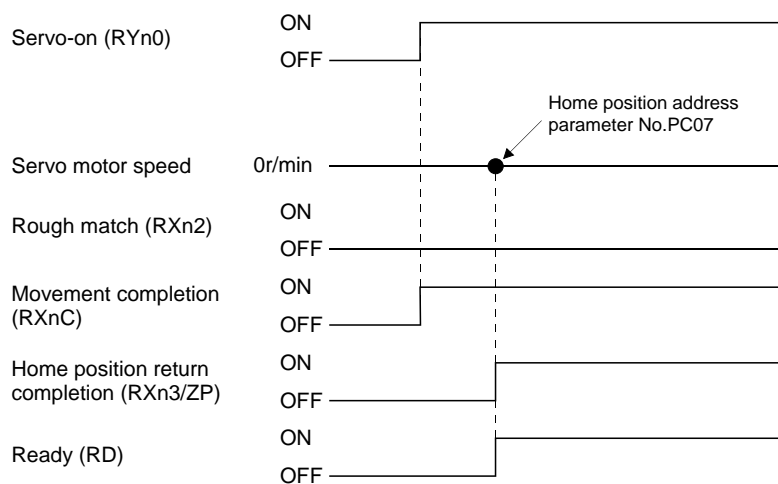 Servo-on (RYn0)
ON
OFF
Home position address
parameter No.PC07
Servo motor speed
0r/min
Rough match (RXn2)
ON
OFF
Movement completion
(RXnC)
ON
OFF
Home position return
completion (RXn3/ZP)
ON
OFF
Ready (RD)
ON
OFF